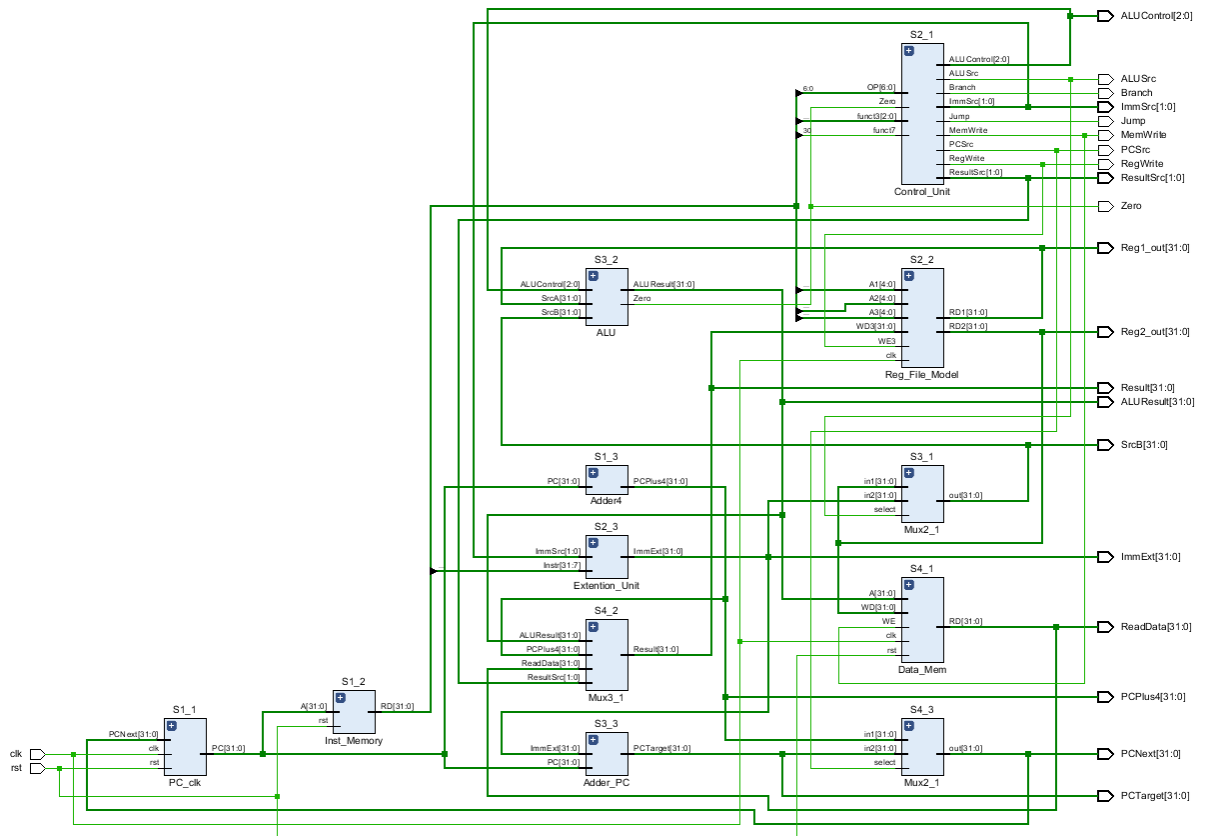 ALUControl[2:0]
S2_1
ALUControl[2:0]
ALUSrc
ALUSrc
Branch
Branch
6:0
OP[6:0]
Zero
ImmSrc[1:0]
ImmSrc[1:0]
funct3[2:0]
Jump
Jump
30
funct7
MemWrite
MemWrite
PCSrc
PCSrc
RegWrite
RegWrite
ResultSrc[1:0]
ResultSrc[1:0]
Control_Unit
Zero
Reg1_out[31:0]
S3_2
S2_2
ALUControl[2:0]
ALUResult[31:0]
A1[4:0]
SrcA[31:0]
Zero
A2[4:0]
SrcB[31:0]
A3[4:0]
RD1[31:0]
ALU
WD3[31:0]
RD2[31:0]
Reg2_out[31:0]
WE3
clk
Reg_File_Model
Result[31:0]
ALUResult[31:0]
SrcB[31:0]
S1_3
S3_1
PC[31:0]
PCPlus4[31:0]
in1[31:0]
Adder4
in2[31:0]
out[31:0]
select
Mux2_1
S2_3
ImmSrc[1:0]
ImmExt[31:0]
ImmExt[31:0]
Instr[31:7]
Extention_Unit
S4_1
A[31:0]
WD[31:0]
S4_2
WE
RD[31:0]
ReadData[31:0]
ALUResult[31:0]
clk
PCPlus4[31:0]
Result[31:0]
rst
ReadData[31:0]
Data_Mem
ResultSrc[1:0]
Mux3_1
PCPlus4[31:0]
S1_2
A[31:0]
RD[31:0]
rst
Inst_Memory
S1_1
S3_3
S4_3
PCNext[31:0]
in1[31:0]
clk
clk
PC[31:0]
ImmExt[31:0]
PCTarget[31:0]
in2[31:0]
out[31:0]
PCNext[31:0]
rst
rst
PC[31:0]
select
PC_clk
Adder_PC
Mux2_1
PCTarget[31:0]